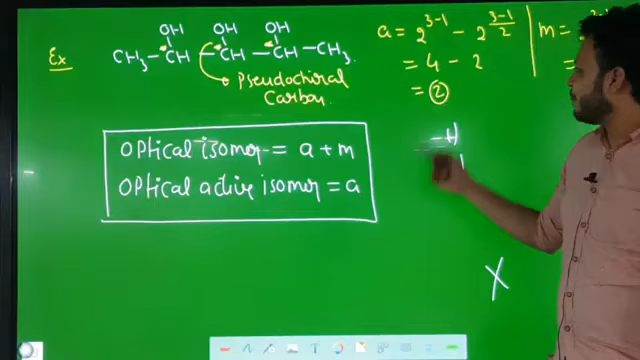 Ex
OH OH OH
CH3 - CH - CH - CH - CH3.
Pseudochiral
Carbon
a = 2^(3-1) - 2^((3-1)/2)
= 4 - 2
= 2
m =
=
Optical isomer = a + m
Optical active isomer = a
X
T